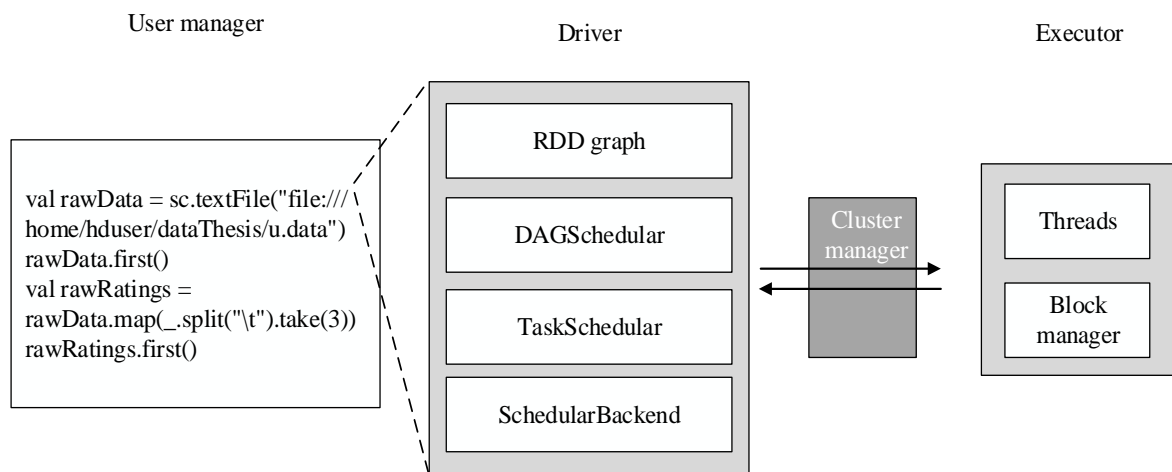 User manager
Driver
Executor
val rawData = sc.textFile("file:///
home/hduser/dataThesis/u.data")
rawData.first()
val rawRatings =
rawData.map(_.split("\t").take(3))
rawRatings.first()
RDD graph
DAGSchedular
TaskSchedular
SchedularBackend
Cluster
manager
Threads
Block
manager